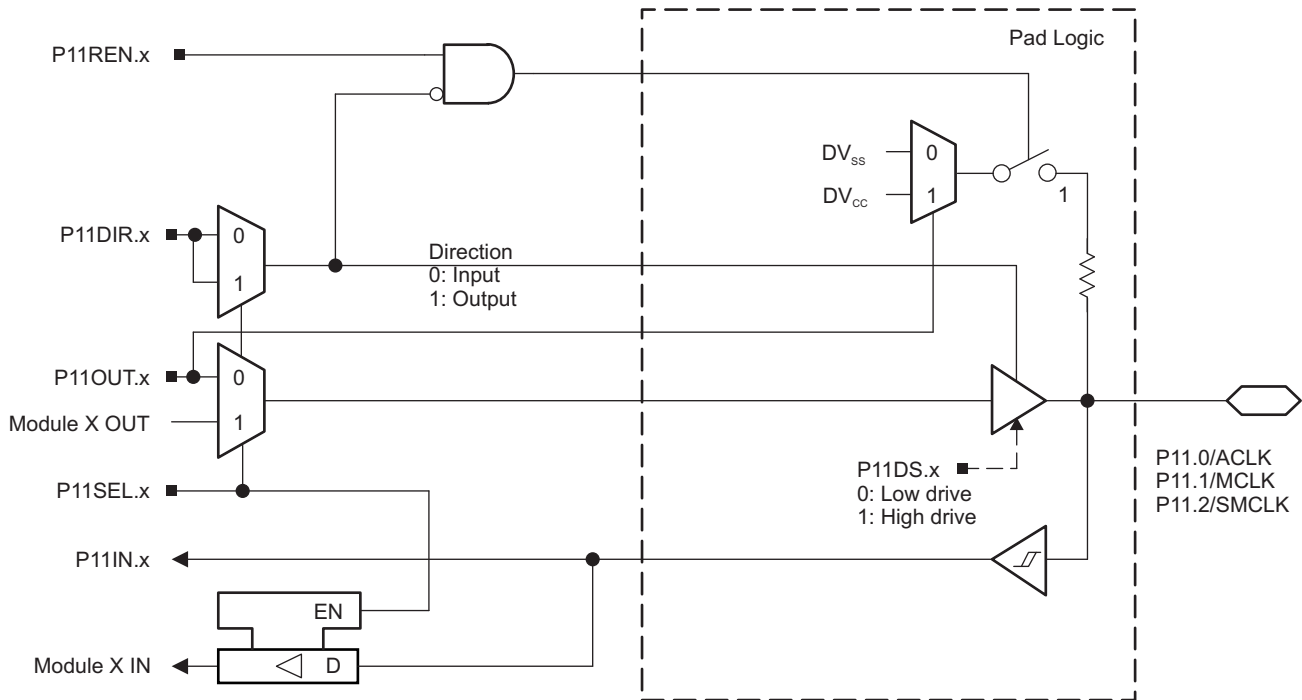 P11REN.x
Pad Logic
DVss
0
DVcc
1
1
P11DIR.x
0
1
Direction
0: Input
1: Output
P11OUT.x
0
Module X OUT
1
P11SEL.x
P11DS.x
0: Low drive
1: High drive
P11.0/ACLK
P11.1/MCLK
P11.2/SMCLK
P11IN.x
EN
Module X IN
D